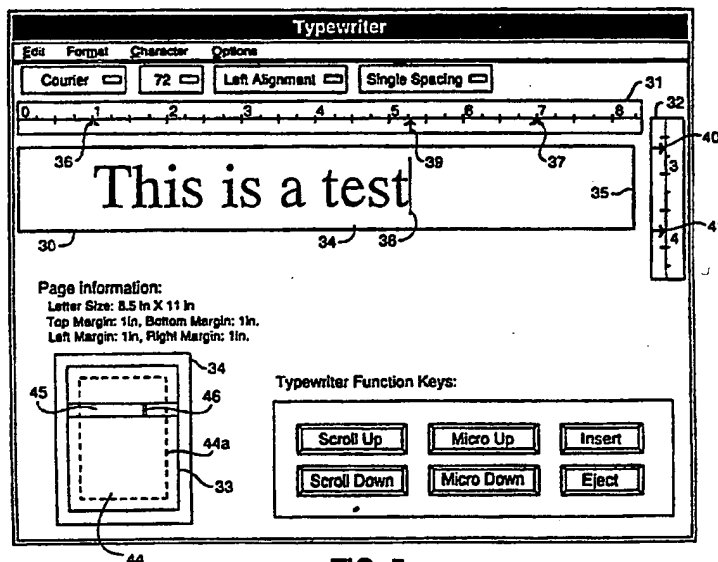 Typewriter
Edit Format Character Options
Courier 72 Left Alignment Single Spacing
31
32
0 1 2 3 4 5 6 7 8
36 39 37
40
3
This is a test
35
4
4
30 34 38
Page information:
Letter Size: 8.5 in X 11 in
Top Margin: 1in, Bottom Margin: 1in.
Left Margin: 1in, Right Margin: 1in.
34
45 46
Typewriter Function Keys:
44a
Scroll Up Micro Up Insert
33
Scroll Down Micro Down Eject
44